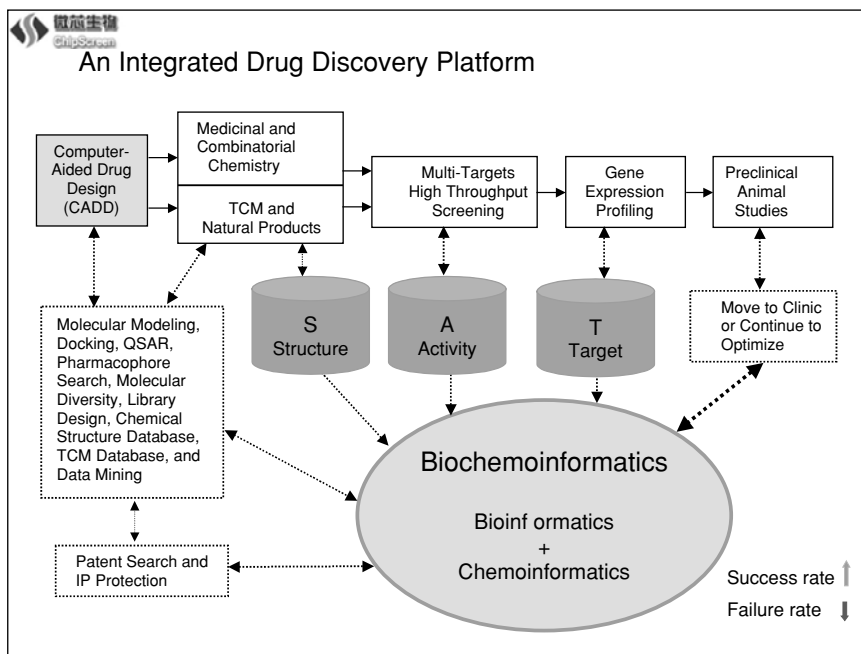 微芯生物
ChipScreen
An Integrated Drug Discovery Platform
Computer-
Aided Drug
Design
(CADD)
Medicinal and
Combinatorial
Chemistry
TCM and
Natural Products
Multi-Targets
High Throughput
Screening
Gene
Expression
Profiling
Preclinical
Animal
Studies
Molecular Modeling,
Docking, QSAR,
Pharmacophore
Search, Molecular
Diversity, Library
Design, Chemical
Structure Database,
TCM Database, and
Data Mining
S
Structure
A
Activity
T
Target
Move to Clinic
or Continue to
Optimize
Biochemoinformatics
Bioinf ormatics
+
Chemoinformatics
Patent Search and
IP Protection
Success rate
Failure rate